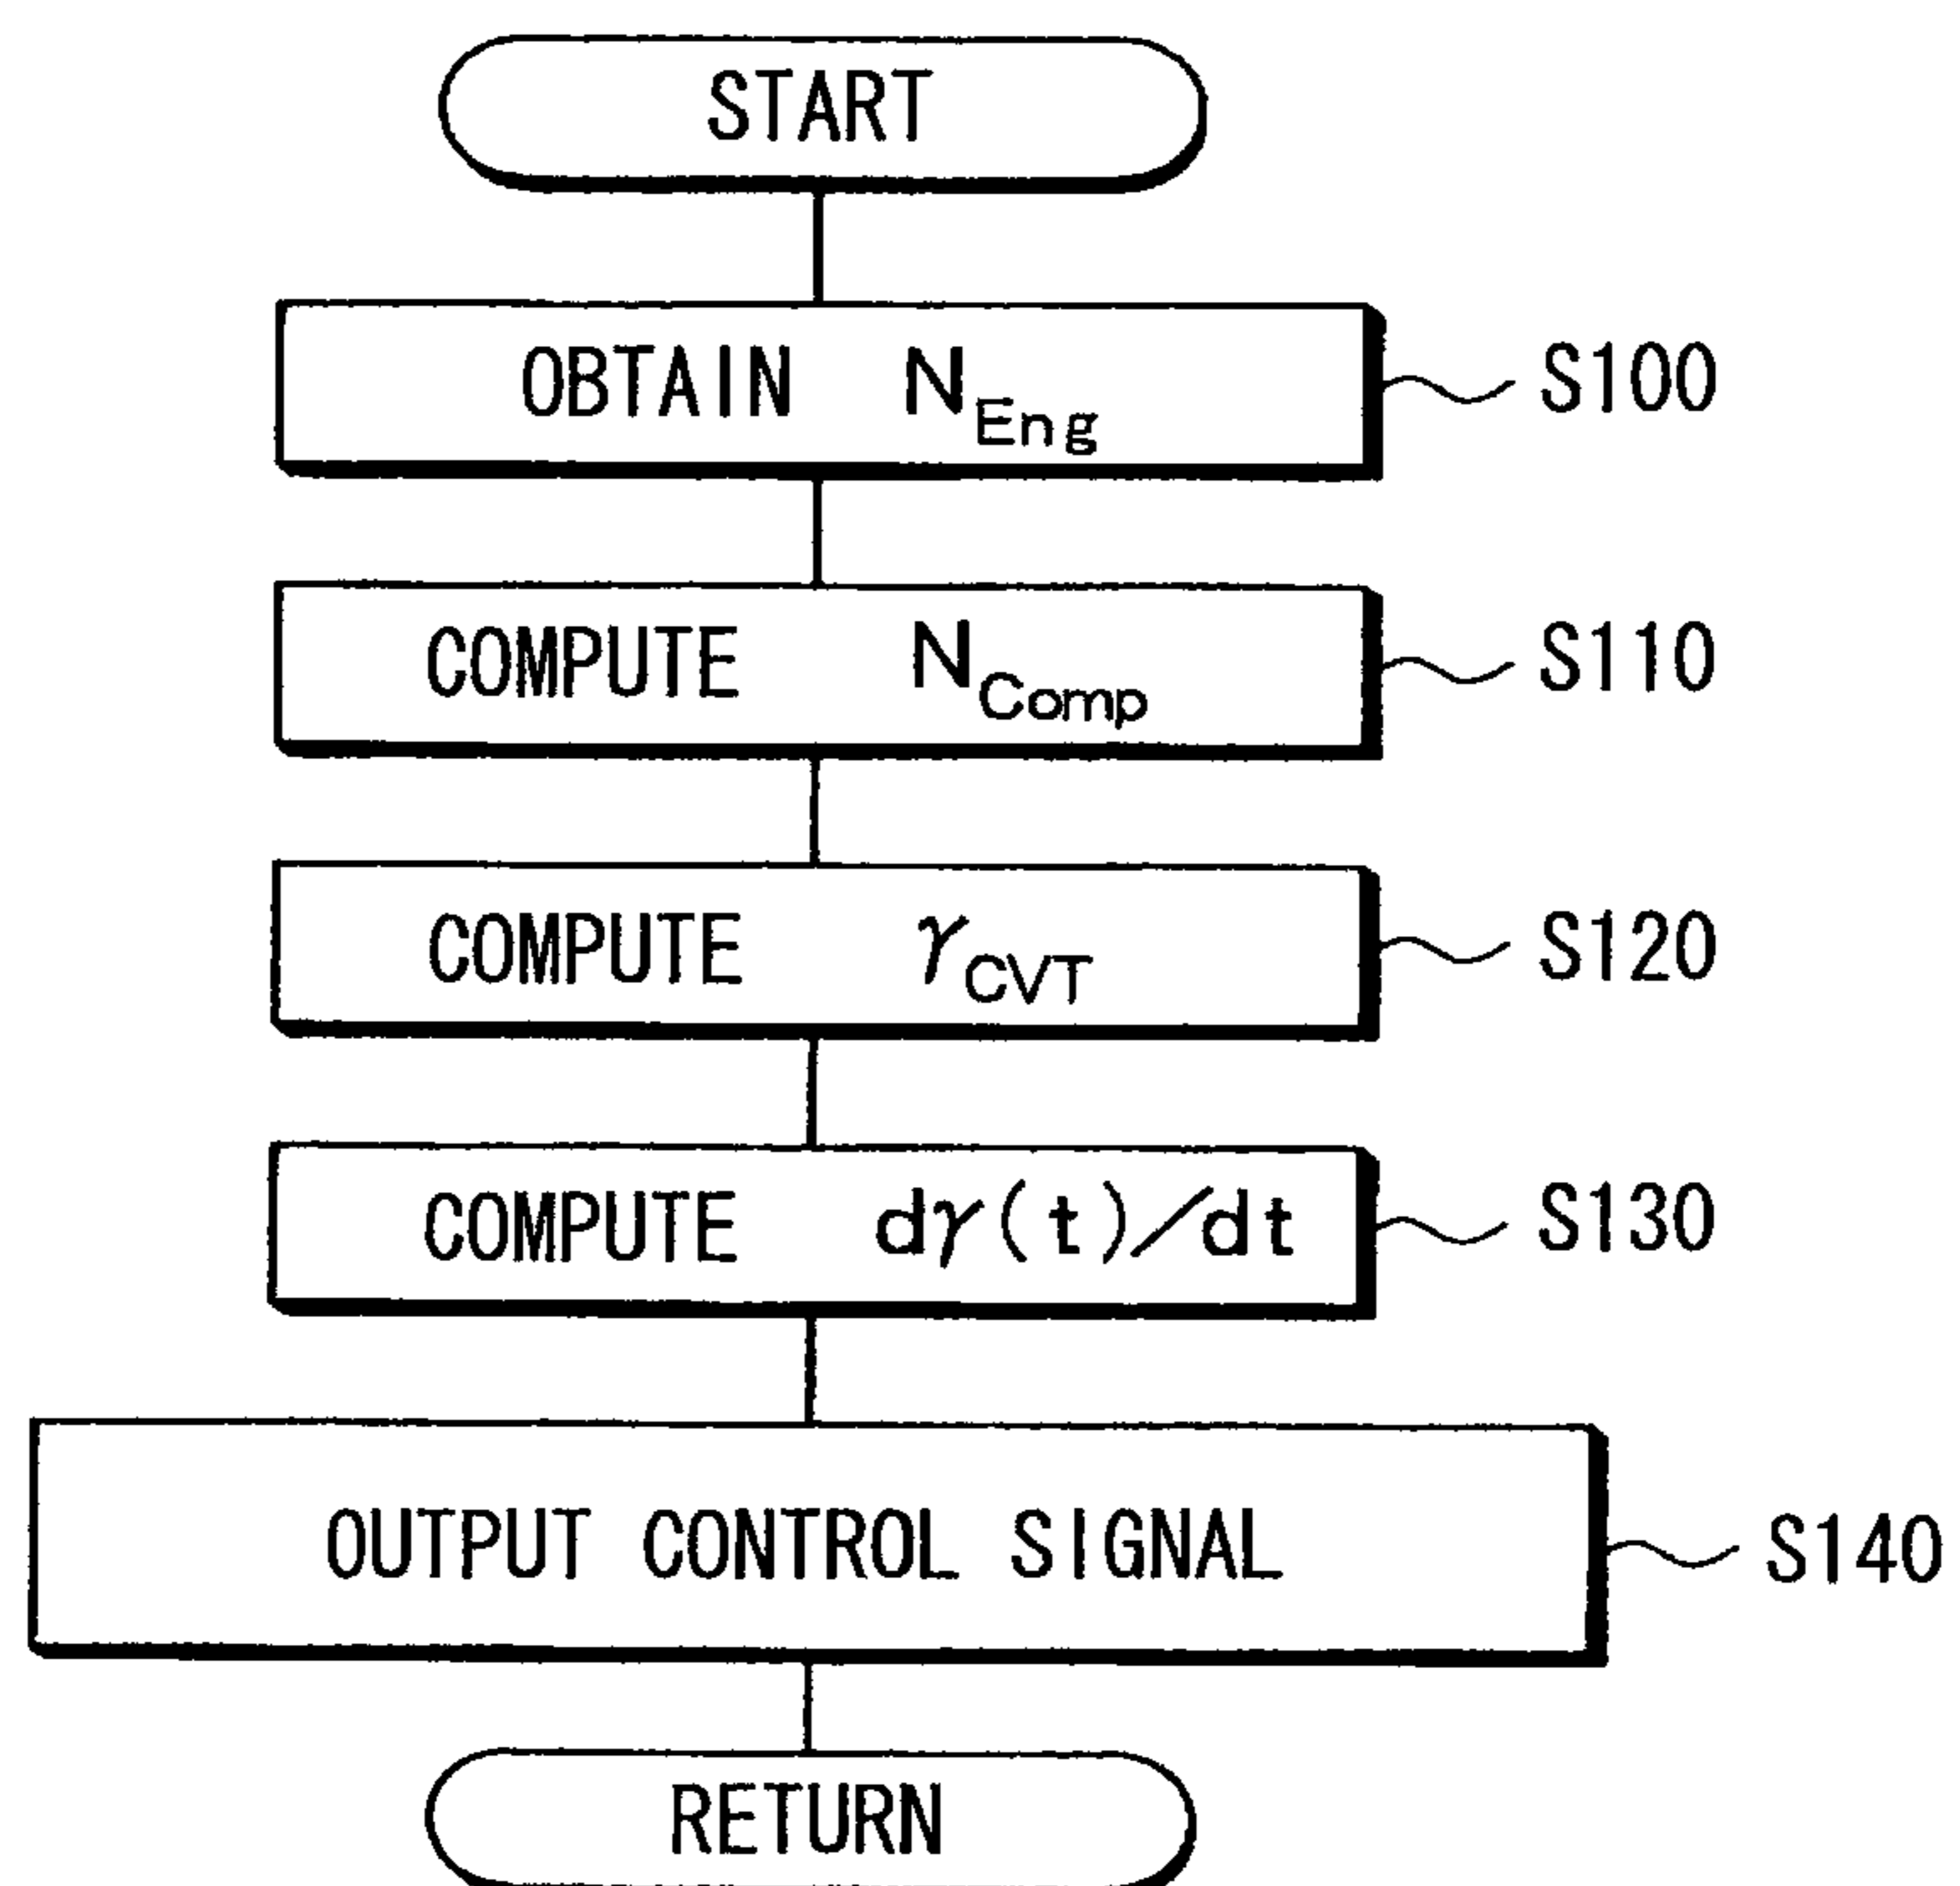 START
OBTAIN N_Eng S100
COMPUTE N_Comp S110
COMPUTE γ_CVT S120
COMPUTE dγ(t)/dt S130
OUTPUT CONTROL SIGNAL S140
RETURN